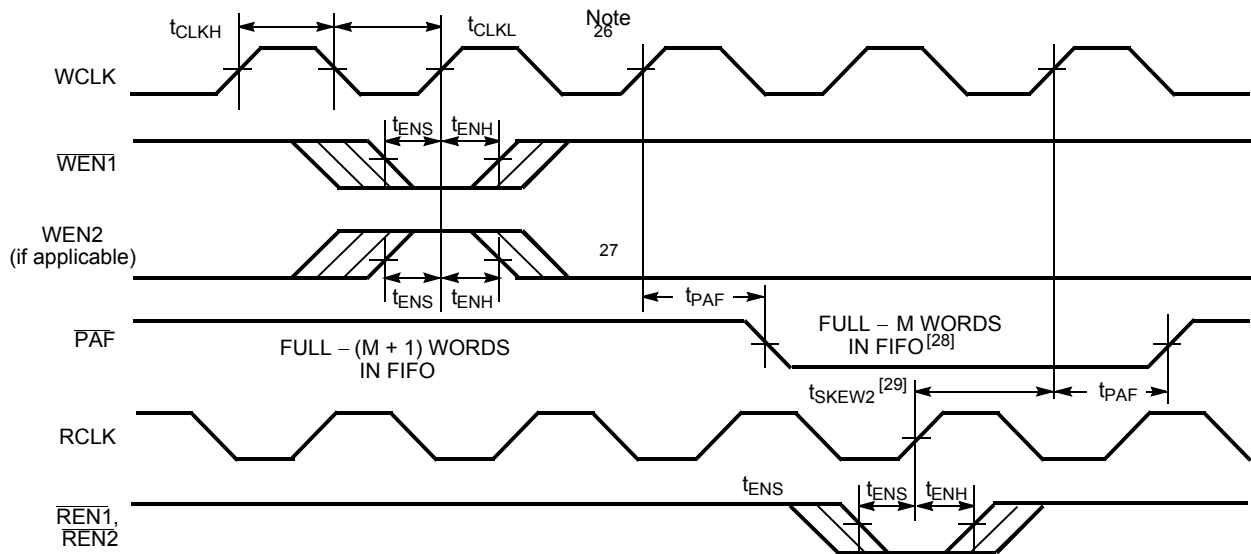 tCLKH
tCLKL
Note
26
WCLK
tENS
tENH
WEN1
WEN2
(if applicable)
27
tENS
tENH
tPAF
PAF
FULL – (M + 1) WORDS
IN FIFO
FULL – M WORDS
IN FIFO[28]
tSKEW2 [29]
tPAF
RCLK
tENS
tENS
tENH
REN1,
REN2